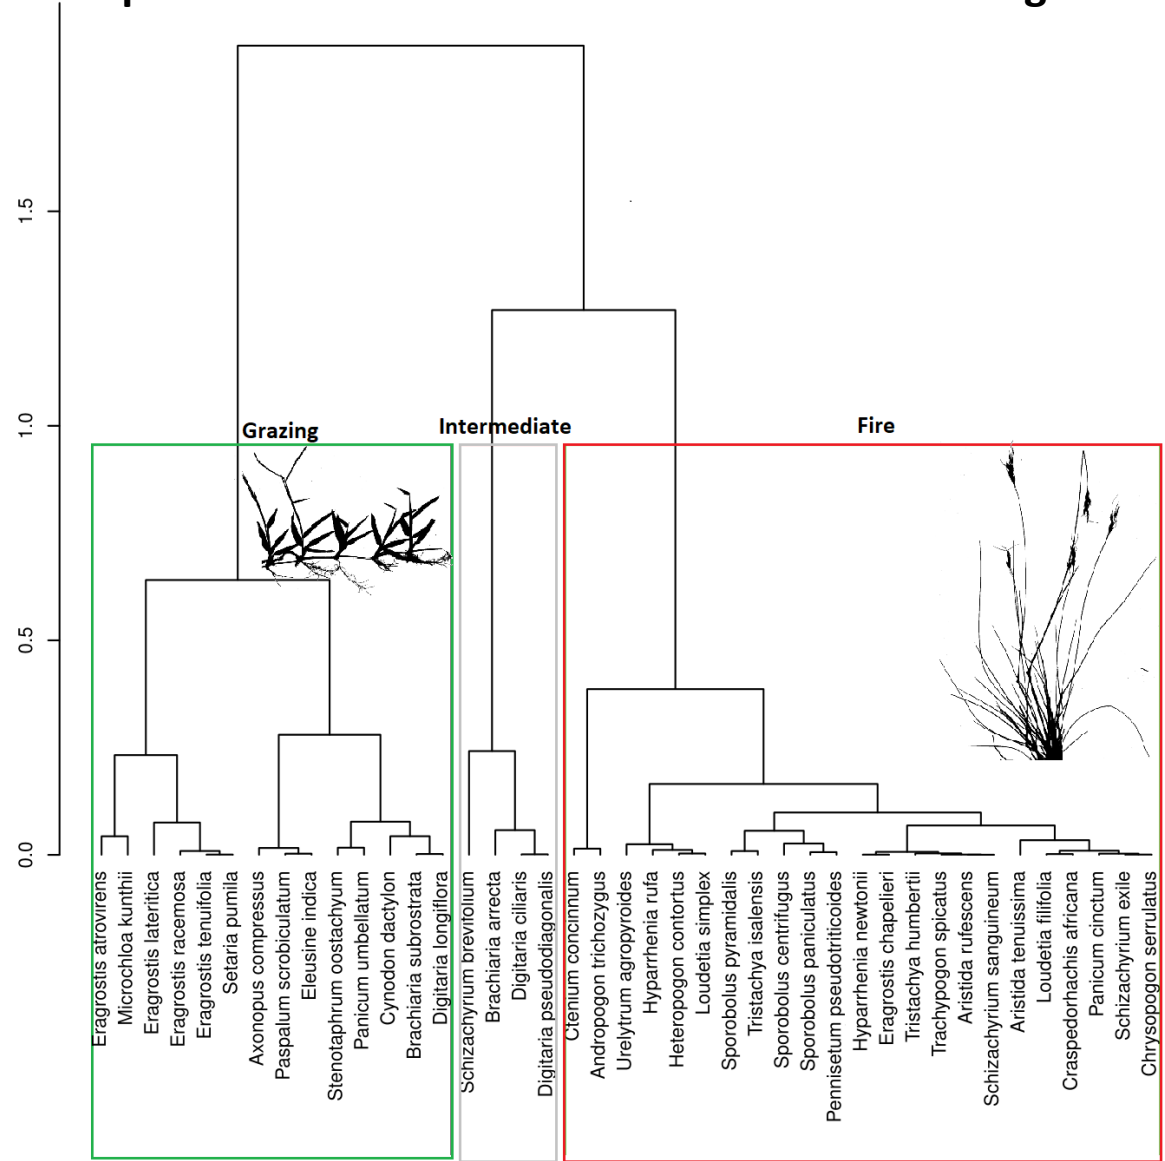 1.5
1.0
0.5
0.0
Grazing
Intermediate
Fire
Eragrostis atrovirens
Microchloa kunthii
Eragrostis lateritica
Eragrostis racemosa
Eragrostis tenuifolia
Setaria pumila
Axonopus compressus
Paspalum scrobiculatum
Eleusine indica
Stenotaphrum oostachyum
Panicum umbellatum
Cynodon dactylon
Brachiaria subrostrata
Digitaria longiflora
Schizachyrium brevifolium
Brachiaria arrecta
Digitaria ciliaris
Digitaria pseudodiagonalis
Ctenium concinnum
Andropogon trichozygus
Urelytrum agropyroides
Hyparrhenia rufa
Heteropogon contortus
Loudetia simplex
Sporobolus pyramidalis
Tristachya isalensis
Sporobolus centrifugus
Sporobolus paniculatus
Pennisetum pseudotriticoides
Hyparrhenia newtonii
Eragrostis chapelieri
Tristachya humbertii
Trachypogon spicatus
Aristida rufescens
Schizachyrium sanguineum
Aristida tenuissima
Loudetia filifolia
Craspedorhachis africana
Panicum cinctum
Schizachyrium exile
Chrysopogon serrulatus